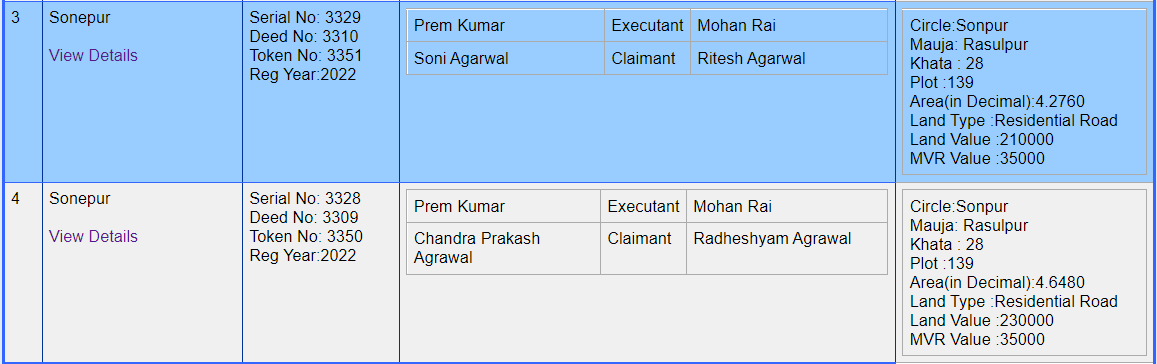 3
Sonepur
View Details
Serial No: 3329
Deed No: 3310
Token No: 3351
Reg Year:2022
Prem Kumar Executant Mohan Rai
Soni Agarwal Claimant Ritesh Agarwal
Circle:Sonpur
Mauja: Rasulpur
Khata : 28
Plot :139
Area(in Decimal):4.2760
Land Type :Residential Road
Land Value :210000
MVR Value :35000
4
Sonepur
View Details
Serial No: 3328
Deed No: 3309
Token No: 3350
Reg Year:2022
Prem Kumar Executant Mohan Rai
Chandra Prakash Claimant Radheshyam Agrawal
Agrawal
Circle:Sonpur
Mauja: Rasulpur
Khata : 28
Plot :139
Area(in Decimal):4.6480
Land Type :Residential Road
Land Value :230000
MVR Value :35000